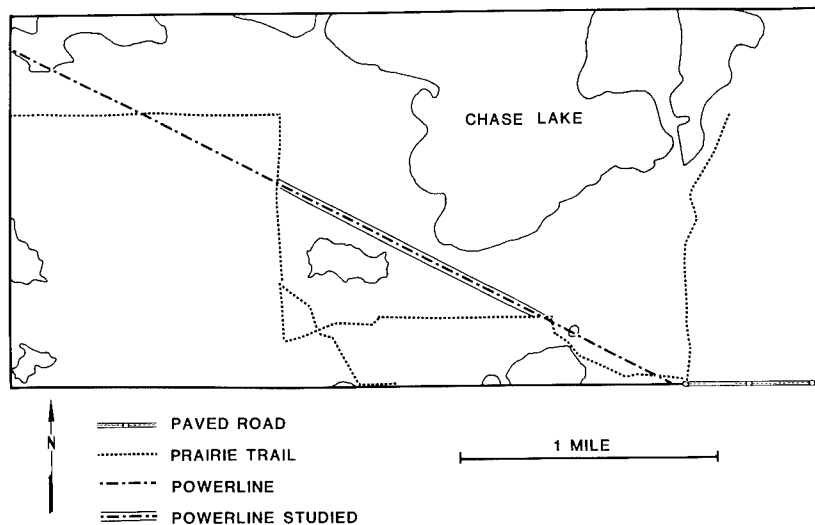 CHASE LAKE
N
PAVED ROAD
PRAIRIE TRAIL
POWERLINE
POWERLINE STUDIED
1 MILE